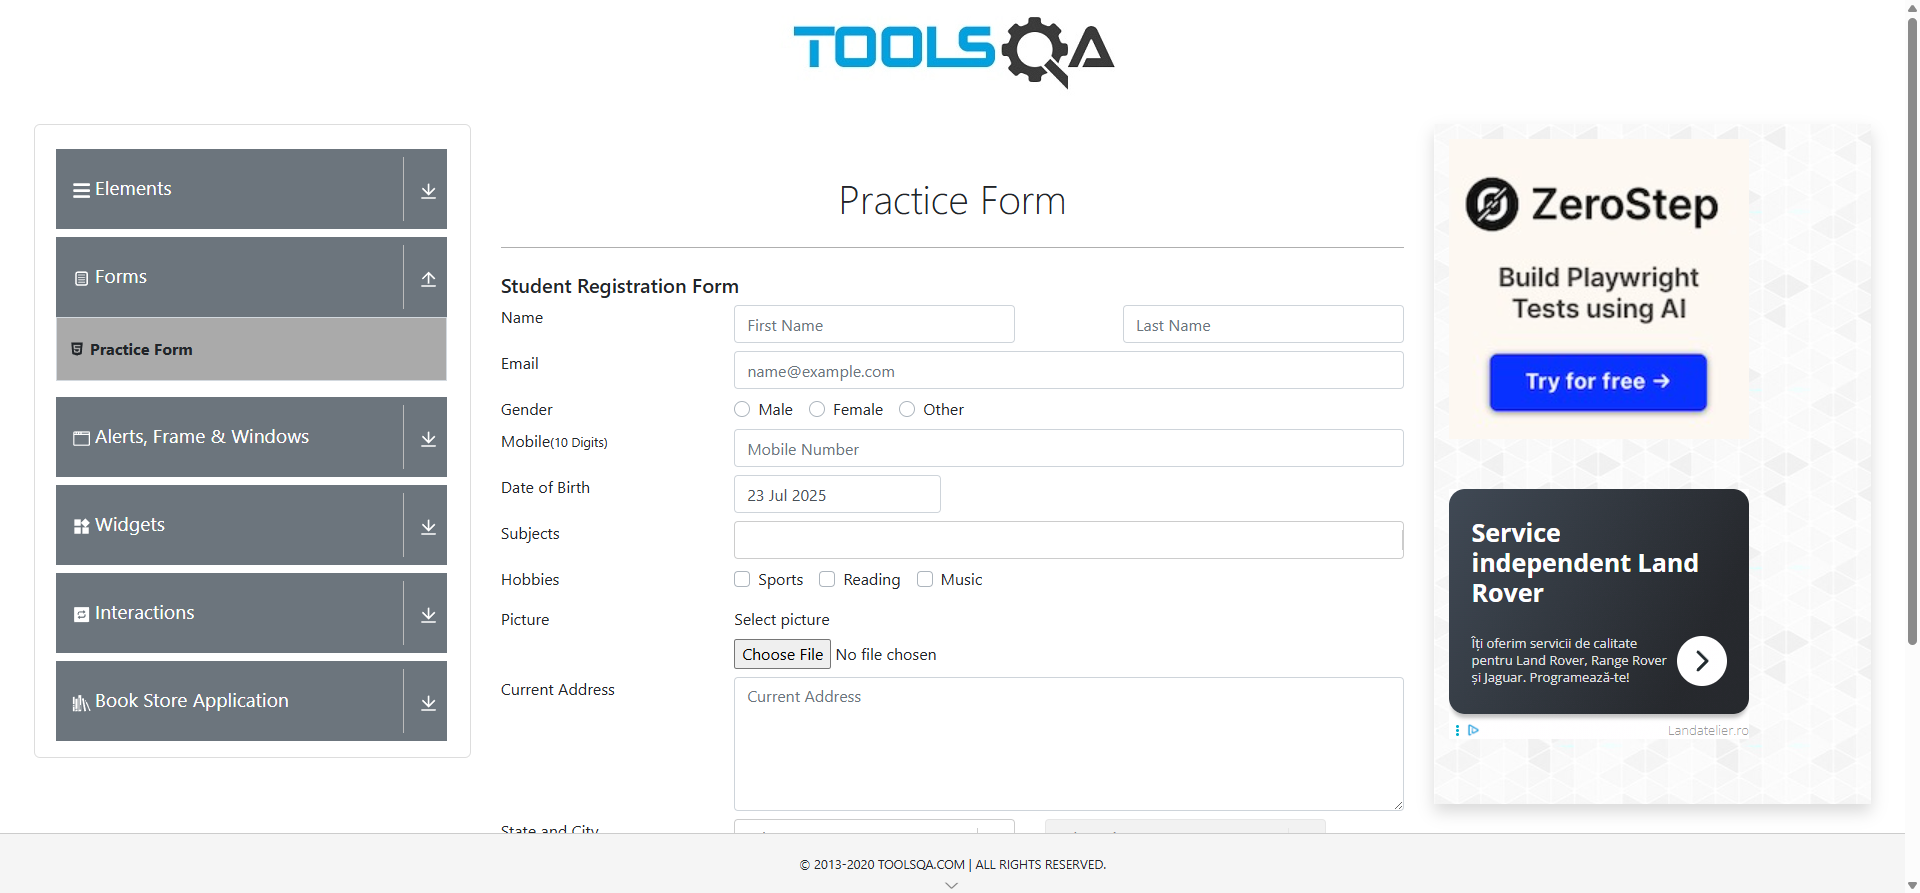 TOOLSQA
Elements
Forms
Practice Form
Alerts, Frame & Windows
Widgets
Interactions
Book Store Application
Practice Form
Student Registration Form
Name
First Name
Last Name
Email
name@example.com
Gender
Male
Female
Other
Mobile(10 Digits)
Mobile Number
Date of Birth
23 Jul 2025
Subjects
Hobbies
Sports
Reading
Music
Picture
Select picture
Choose File
No file chosen
Current Address
Current Address
State and City
ZeroStep
Build Playwright
Tests using AI
Try for free →
Service
independent Land
Rover
Îți oferim servicii de calitate
pentru Land Rover, Range Rover
și Jaguar. Programează-te!
Landatelier.ro
© 2013-2020 TOOLSQA.COM | ALL RIGHTS RESERVED.